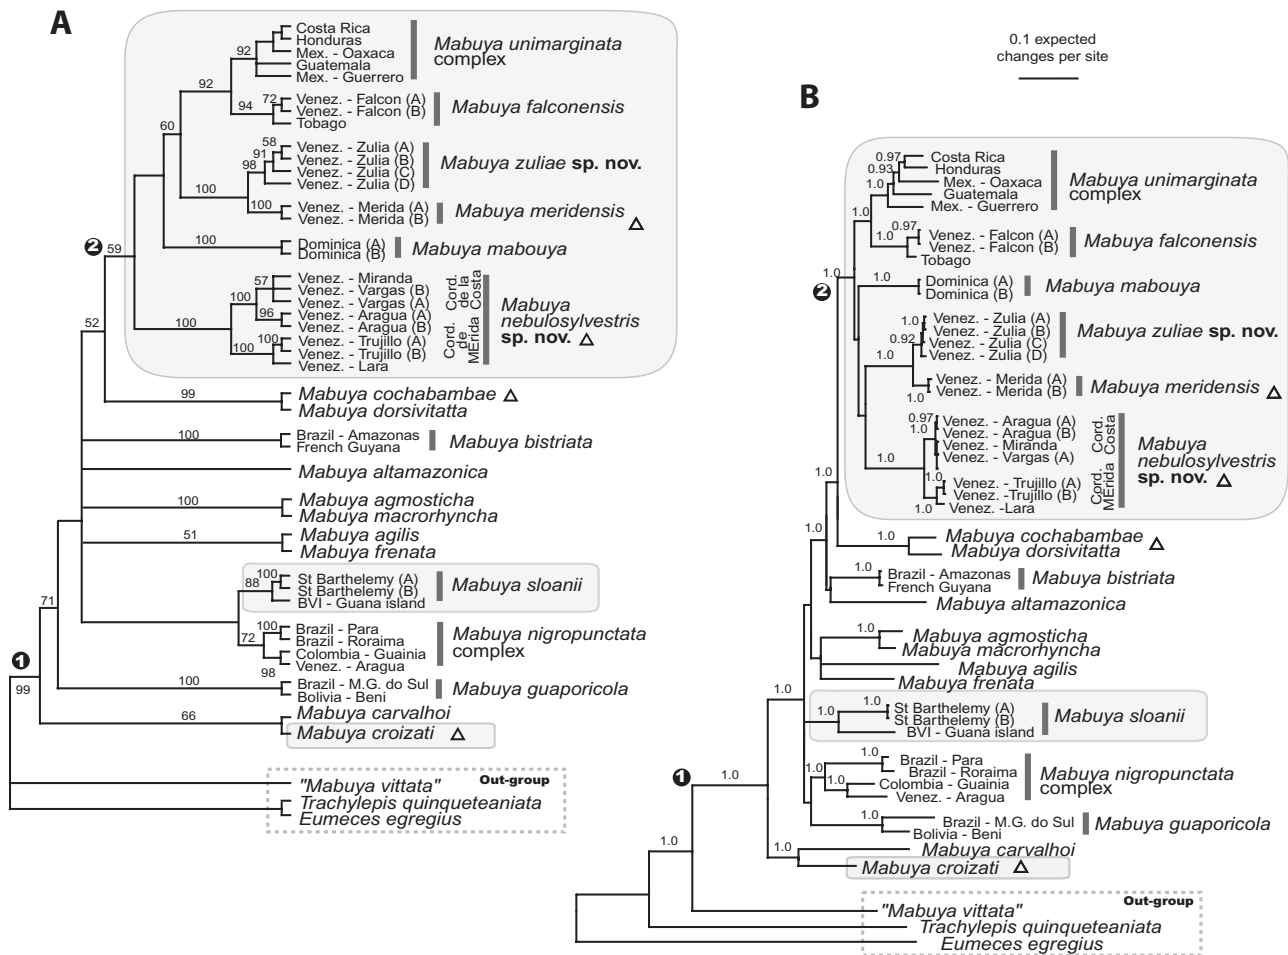 A
Costa Rica
Honduras
Mex. - Oaxaca
Guatemala
Mex. - Guerrero
Mabuya unimarginata
complex
92
92
94
72
Venez. - Falcon (A)
Venez. - Falcon (B)
Tobago
Mabuya falconensis
60
58
91
98
Venez. - Zulia (A)
Venez. - Zulia (B)
Venez. - Zulia (C)
Venez. - Zulia (D)
Mabuya zuliae sp. nov.
100
100
Venez. - Merida (A)
Venez. - Merida (B)
Mabuya meridensis △
100
Dominica (A)
Dominica (B)
Mabuya mabouya
2
59
57
100
96
100
100
100
Venez. - Miranda
Venez. - Vargas (B)
Venez. - Vargas (A)
Venez. - Aragua (A)
Venez. - Aragua (B)
Venez. - Trujillo (A)
Venez. - Trujillo (B)
Venez. - Lara
Cord.
de la
Costa
Cord.
de
MErida
Mabuya
nebulosylvestris
sp. nov. △
52
99
Mabuya cochabambae △
Mabuya dorsivitatta
100
Brazil - Amazonas
French Guyana
Mabuya bistriata
Mabuya altamazonica
100
Mabuya agmosticha
Mabuya macrorhyncha
51
Mabuya agilis
Mabuya frenata
88
100
St Barthelemy (A)
St Barthelemy (B)
BVI - Guana island
Mabuya sloanii
71
72
100
98
Brazil - Para
Brazil - Roraima
Colombia - Guainia
Venez. - Aragua
Mabuya nigropunctata
complex
100
Brazil - M.G. do Sul
Bolivia - Beni
Mabuya guaporicola
1
99
66
Mabuya carvalhoi
Mabuya croizati △
"Mabuya vittata"
Out-group
Trachylepis quinqueteaniata
Eumeces egregius
0.1 expected
changes per site
B
0.97
0.93
1.0
Costa Rica
Honduras
Mex. - Oaxaca
Guatemala
Mex. - Guerrero
Mabuya unimarginata
complex
1.0
1.0
0.97
Venez. - Falcon (A)
Venez. - Falcon (B)
Tobago
Mabuya falconensis
2
1.0
1.0
Dominica (A)
Dominica (B)
Mabuya mabouya
1.0
0.92
1.0
Venez. - Zulia (A)
Venez. - Zulia (B)
Venez. - Zulia (C)
Venez. - Zulia (D)
Mabuya zuliae sp. nov.
1.0
Venez. - Merida (A)
Venez. - Merida (B)
Mabuya meridensis △
0.97
1.0
1.0
1.0
1.0
Venez. - Aragua (A)
Venez. - Aragua (B)
Venez. - Miranda
Venez. - Vargas (A)
Venez. - Trujillo (A)
Venez. -Trujillo (B)
Venez. -Lara
Cord.
Costa
Cord.
MErida
Mabuya
nebulosylvestris
sp. nov. △
1.0
1.0
Mabuya cochabambae △
Mabuya dorsivitatta
1.0
1.0
Brazil - Amazonas
French Guyana
Mabuya bistriata
Mabuya altamazonica
1.0
Mabuya agmosticha
Mabuya macrorhyncha
Mabuya agilis
Mabuya frenata
1.0
1.0
1.0
St Barthelemy (A)
St Barthelemy (B)
BVI - Guana island
Mabuya sloanii
1.0
1.0
1.0
Brazil - Para
Brazil - Roraima
Colombia - Guainia
Venez. - Aragua
Mabuya nigropunctata
complex
1.0
Brazil - M.G. do Sul
Bolivia - Beni
Mabuya guaporicola
1
1.0
1.0
Mabuya carvalhoi
Mabuya croizati △
1.0
"Mabuya vittata"
Out-group
Trachylepis quinqueteaniata
Eumeces egregius